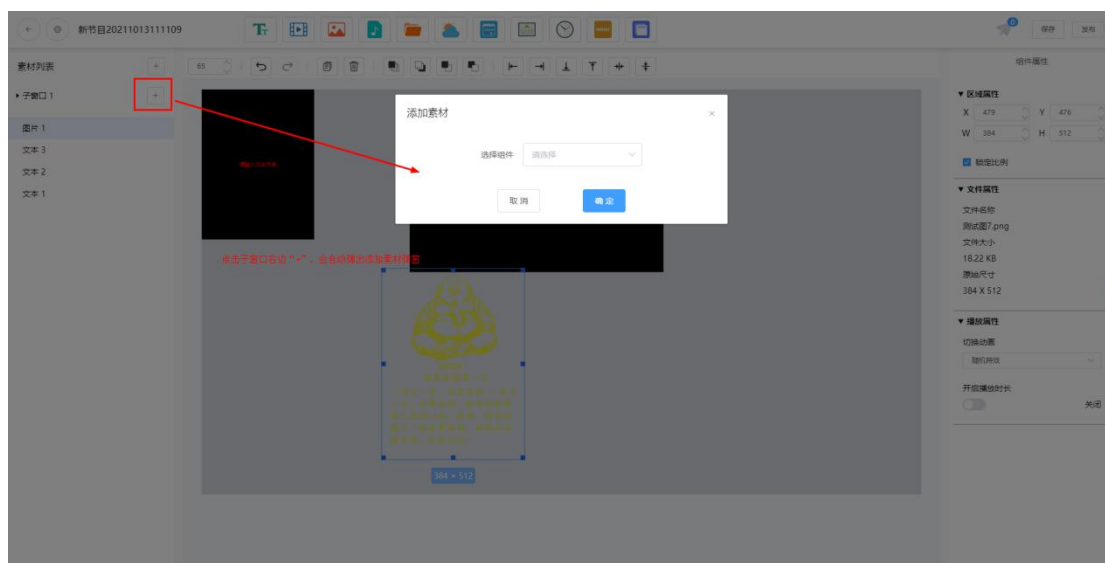 新节目20211013111109
0
保存
发布
素材列表
65
组件属性
子窗口 1
区域属性
X 479 Y 476
W 384 H 512
图片 1
文本 3
文本 2
文本 1
添加素材
选择组件 请选择
取消 确定
锁定比例
文件属性
文件名称
测试图7.png
文件大小
18.22 KB
原始尺寸
384 X 512
点击子窗口右边“+”，会自动弹出添加素材弹窗
384 × 512
播放属性
切换动画
随机特效
开启播放时长
关闭